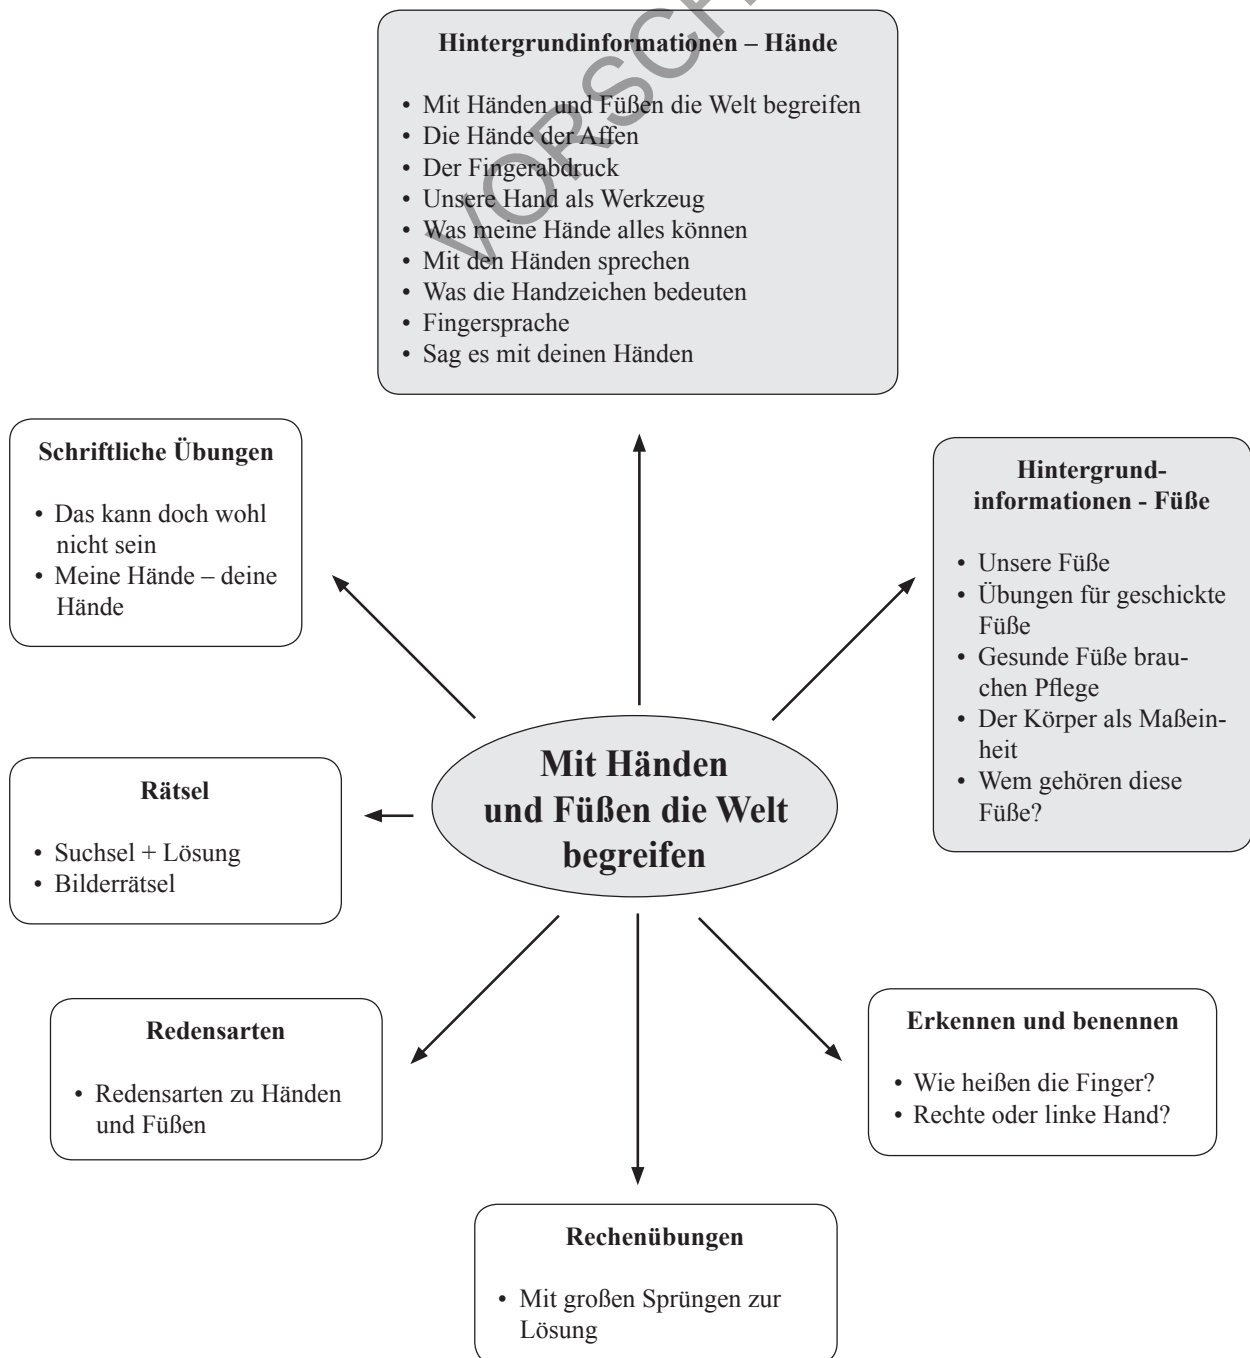 Hintergrundinformationen – Hände
• Mit Händen und Füßen die Welt begreifen
• Die Hände der Affen
• Der Fingerabdruck
• Unsere Hand als Werkzeug
• Was meine Hände alles können
• Mit den Händen sprechen
• Was die Handzeichen bedeuten
• Fingersprache
• Sag es mit deinen Händen
Schriftliche Übungen
• Das kann doch wohl
nicht sein
• Meine Hände – deine
Hände
Hintergrund-
informationen - Füße
• Unsere Füße
• Übungen für geschickte
Füße
• Gesunde Füße brau-
chen Pflege
• Der Körper als Maßein-
heit
• Wem gehören diese
Füße?
Mit Händen
und Füßen die Welt
begreifen
Rätsel
• Suchsel + Lösung
• Bilderrätsel
Redensarten
• Redensarten zu Händen
und Füßen
Erkennen und benennen
• Wie heißen die Finger?
• Rechte oder linke Hand?
Rechenübungen
• Mit großen Sprüngen zur
Lösung